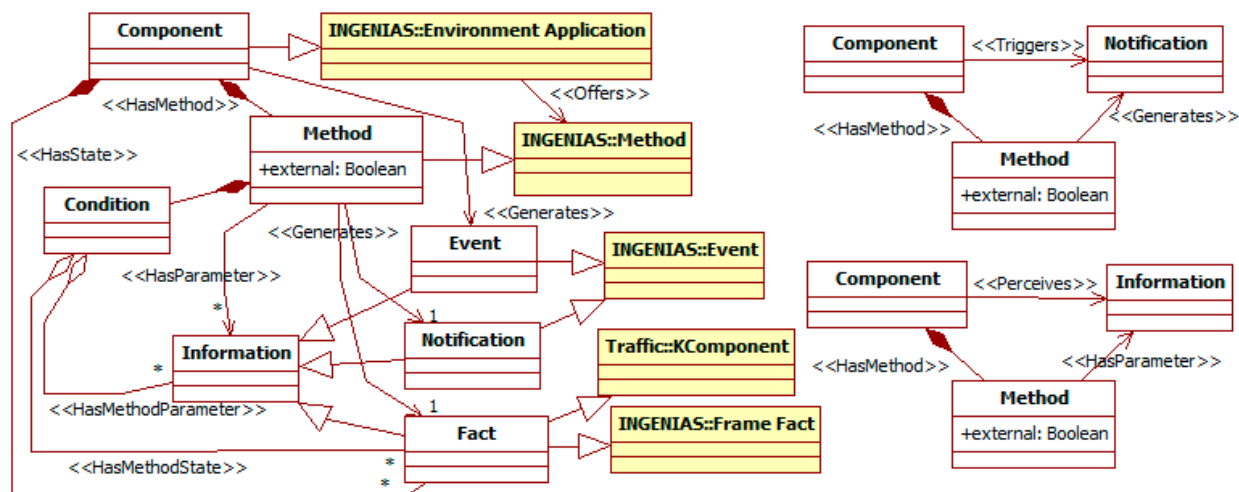 Component
INGENIAS::Environment Application
<<HasMethod>>
<<Offers>>
Method
+external: Boolean
INGENIAS::Method
<<HasState>>
Condition
<<Generates>>
<<Generates>>
Event
INGENIAS::Event
<<HasParameter>>
*
1
Notification
Information
*
Traffic::KComponent
<<HasMethodParameter>>
1
Fact
INGENIAS::Frame Fact
<<HasMethodState>>
*
*
Component
<<Triggers>>
Notification
<<HasMethod>>
<<Generates>>
Method
+external: Boolean
Component
<<Perceives>>
Information
<<HasMethod>>
<<HasParameter>>
Method
+external: Boolean